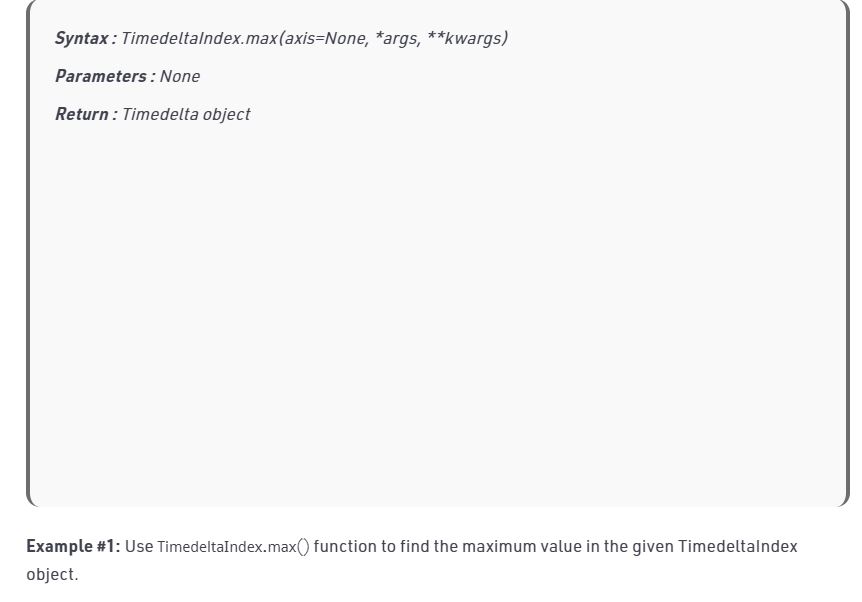 Syntax : TimedeltaIndex.max(axis=None, *args, **kwargs)
Parameters : None
Return : Timedelta object
Example #1: Use TimedeltaIndex.max() function to find the maximum value in the given TimedeltaIndex
object.